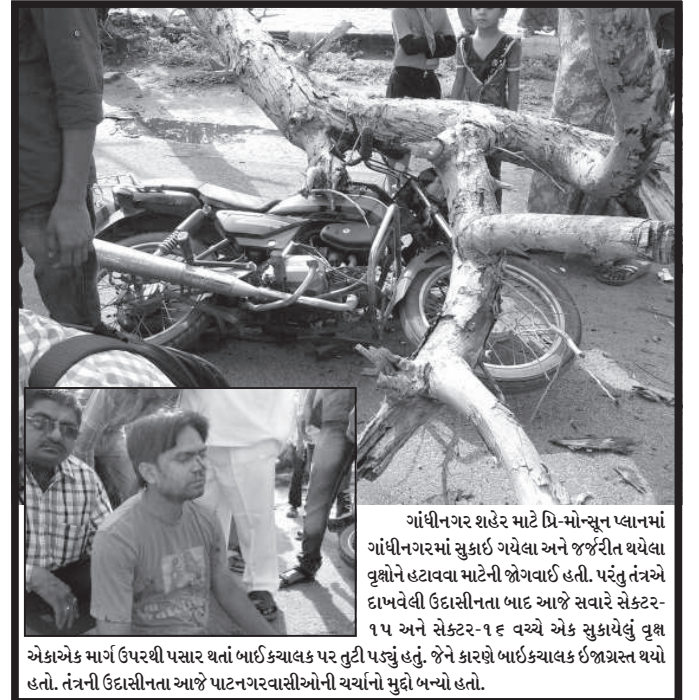 ગાંધીનગર શહેર માટે પ્રિ-મોન્સૂન પ્લાનમાં
ગાંધીનગરમાં સુકાઇ ગયેલા અને જર્જરીત થયેલા
વૃક્ષોને હટાવવા માટેની જોગવાઈ હતી. પરંતુ તંત્રએ
દાખવેલી ઉદાસીનતા બાદ આજે સવારે સેક્ટર-
૧૫ અને સેક્ટર-૧૬ વચ્ચે એક સુકાયેલું વૃક્ષ
એકાએક માર્ગ ઉપરથી પસાર થતાં બાઈકચાલક પર તુટી પડ્યું હતું. જેને કારણે બાઇકચાલક ઇજાગ્રસ્ત થયો
હતો. તંત્રની ઉદાસીનતા આજે પાટનગરવાસીઓની ચર્ચાનો મુદ્દો બન્યો હતો.